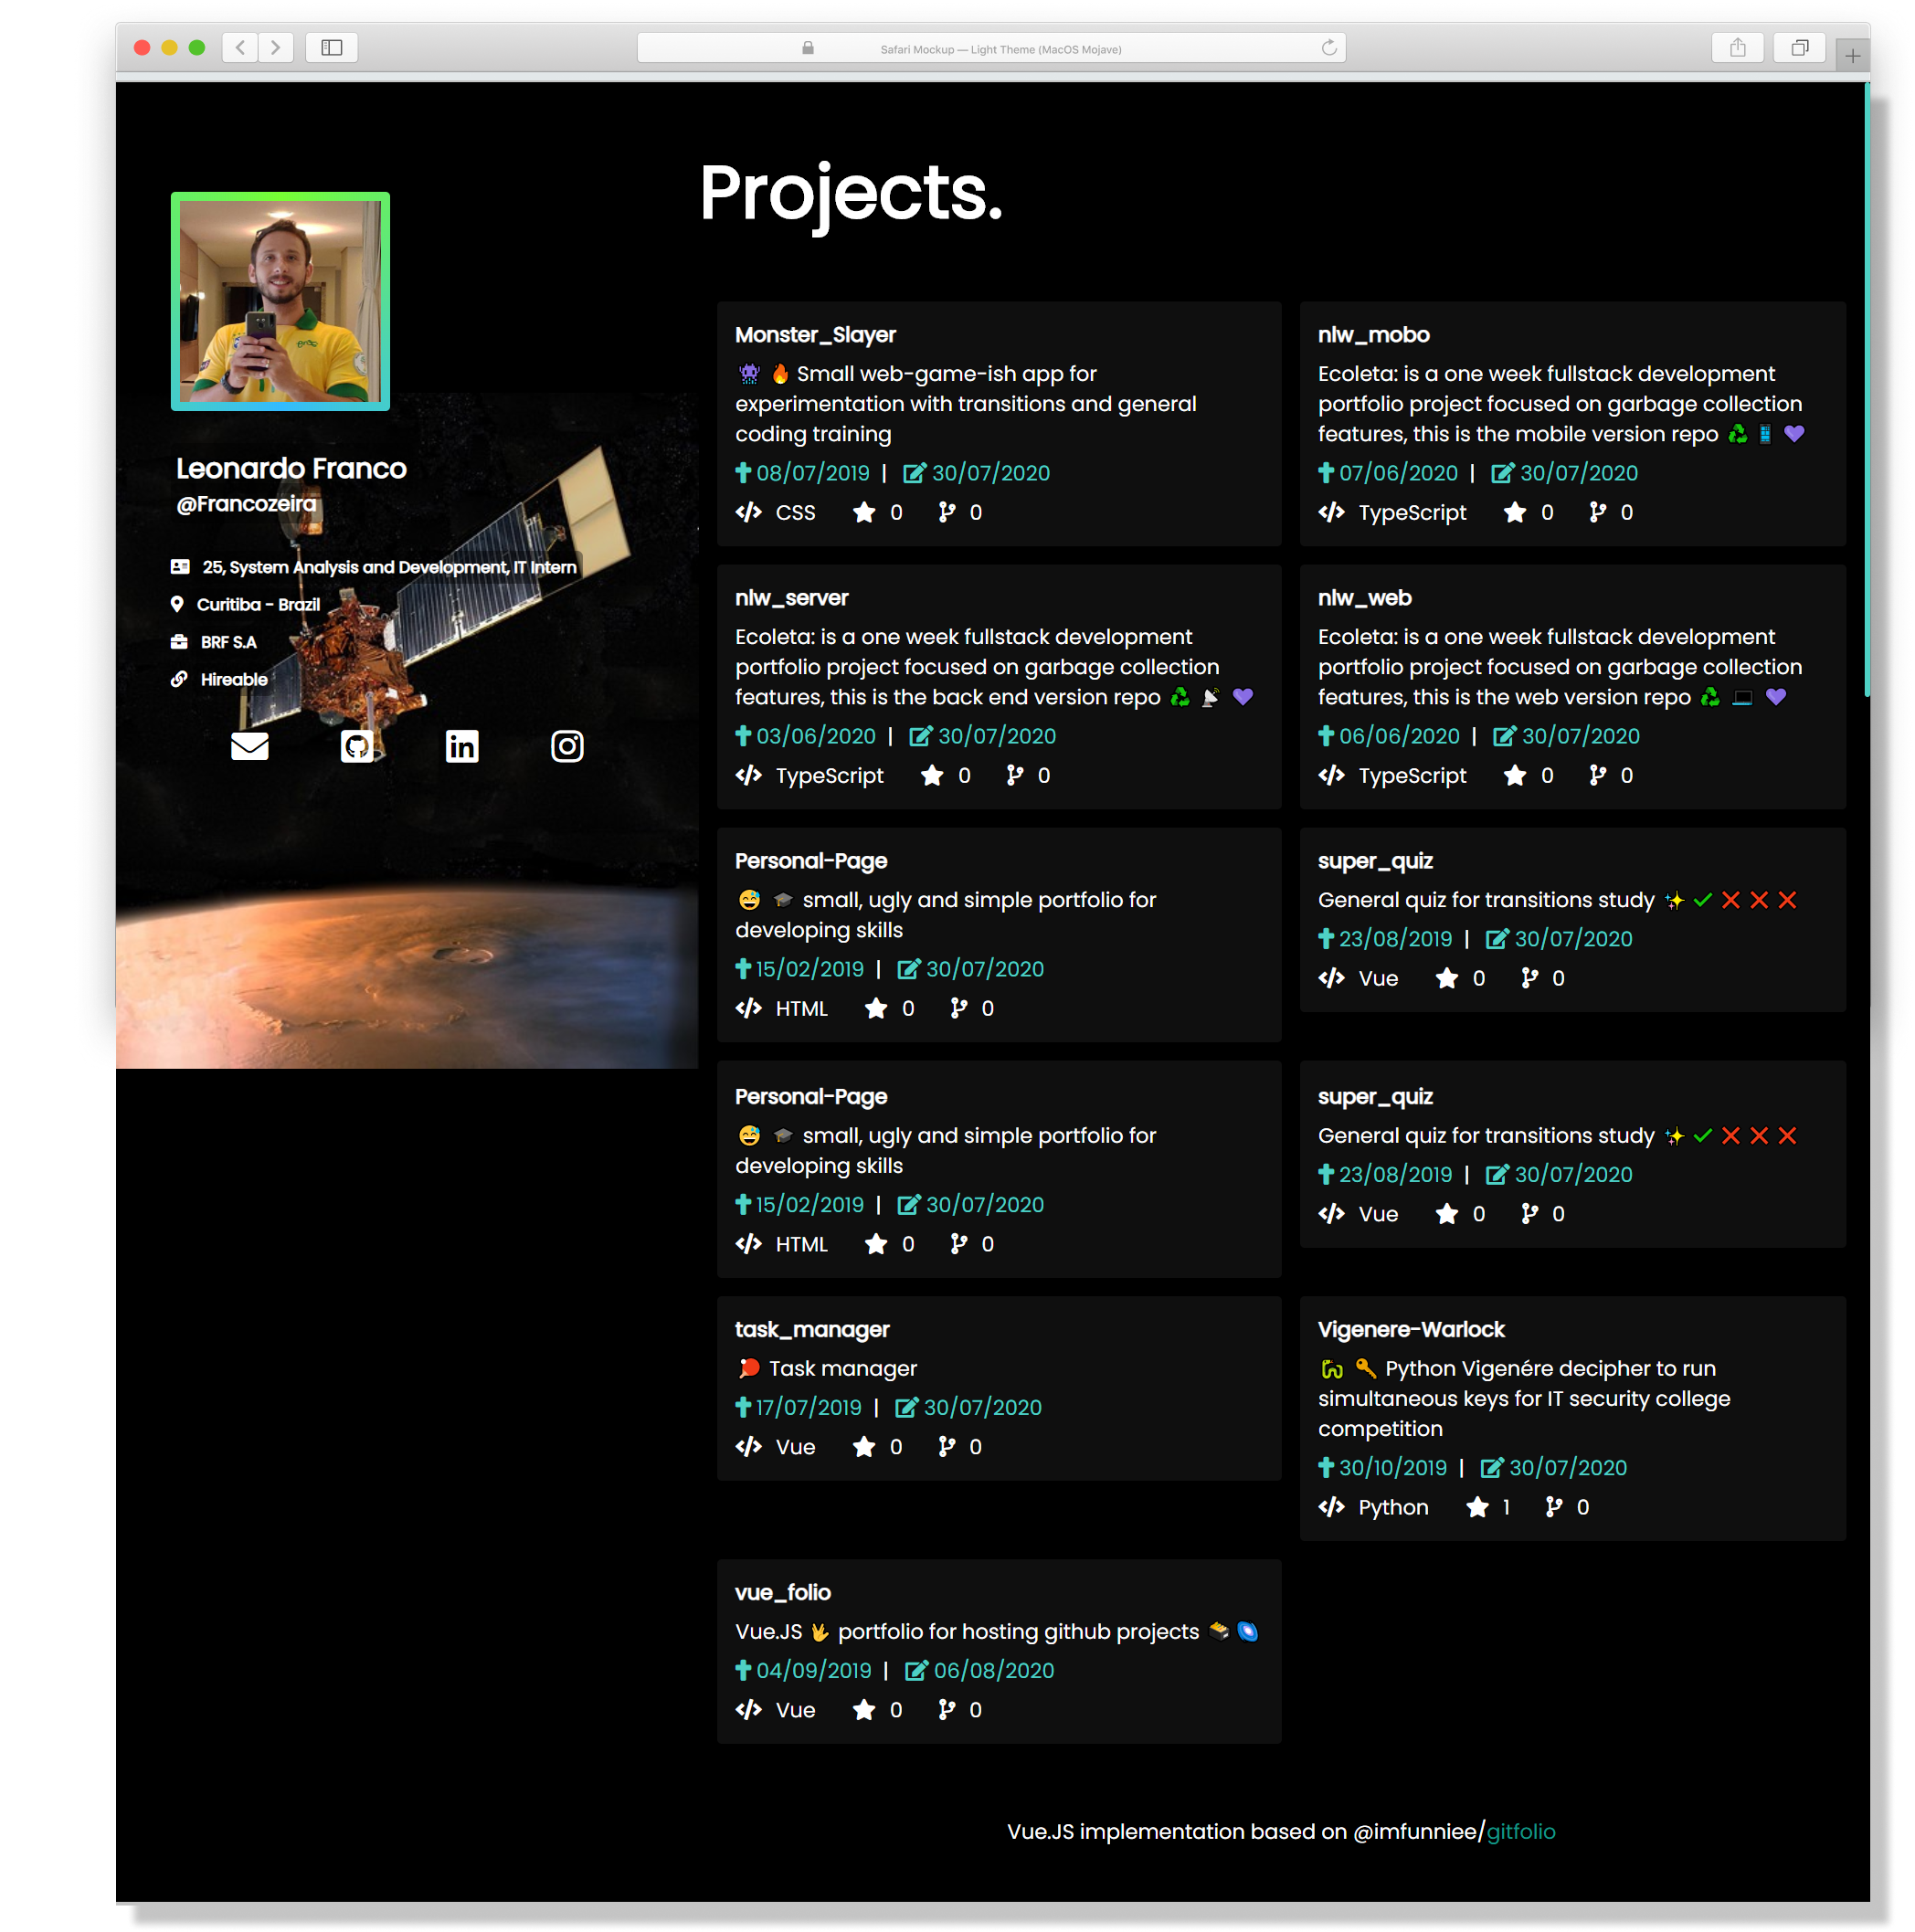 Safari Mockup — Light Theme (MacOS Mojave)
Projects.
Leonardo Franco
@Francozeira
25, System Analysis and Development, IT Intern
Curitiba - Brazil
BRF S.A
Hireable
Monster_Slayer
👾 🔥 Small web-game-ish app for
experimentation with transitions and general
coding training
08/07/2019 | 30/07/2020
CSS 0 0
nlw_mobo
Ecoleta: is a one week fullstack development
portfolio project focused on garbage collection
features, this is the mobile version repo ♻️ 📱 💜
07/06/2020 | 30/07/2020
TypeScript 0 0
nlw_server
Ecoleta: is a one week fullstack development
portfolio project focused on garbage collection
features, this is the back end version repo ♻️ 📡 💜
03/06/2020 | 30/07/2020
TypeScript 0 0
nlw_web
Ecoleta: is a one week fullstack development
portfolio project focused on garbage collection
features, this is the web version repo ♻️ 💻 💜
06/06/2020 | 30/07/2020
TypeScript 0 0
Personal-Page
😅 🎓 small, ugly and simple portfolio for
developing skills
15/02/2019 | 30/07/2020
HTML 0 0
super_quiz
General quiz for transitions study ✨ ✔️ ❌ ❌ ❌
23/08/2019 | 30/07/2020
Vue 0 0
Personal-Page
😅 🎓 small, ugly and simple portfolio for
developing skills
15/02/2019 | 30/07/2020
HTML 0 0
super_quiz
General quiz for transitions study ✨ ✔️ ❌ ❌ ❌
23/08/2019 | 30/07/2020
Vue 0 0
task_manager
🏓 Task manager
17/07/2019 | 30/07/2020
Vue 0 0
Vigenere-Warlock
🐍 🔑 Python Vigenére decipher to run
simultaneous keys for IT security college
competition
30/10/2019 | 30/07/2020
Python 1 0
vue_folio
Vue.JS 🖖 portfolio for hosting github projects 🗃️ 🌀
04/09/2019 | 06/08/2020
Vue 0 0
Vue.JS implementation based on @imfunniee/gitfolio